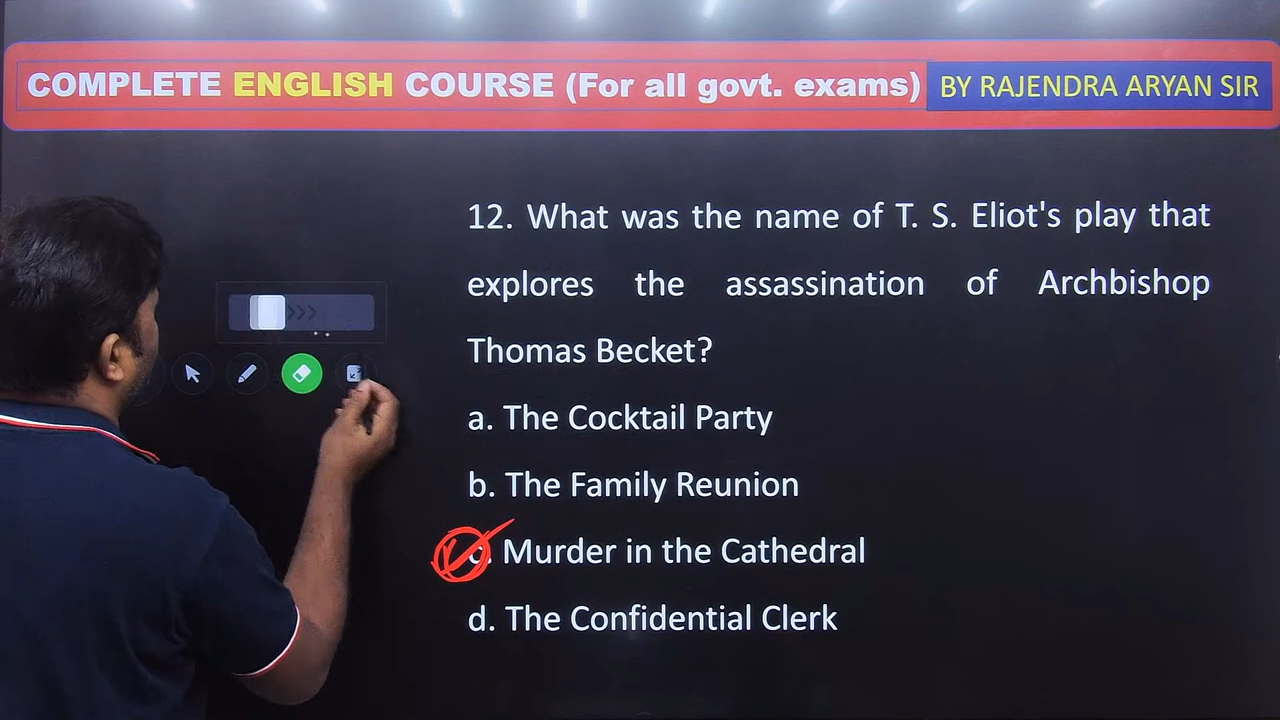 COMPLETE ENGLISH COURSE (For all govt. exams) BY RAJENDRA ARYAN SIR
12. What was the name of T. S. Eliot's play that
explores the assassination of Archbishop
Thomas Becket?
a. The Cocktail Party
b. The Family Reunion
c. Murder in the Cathedral
d. The Confidential Clerk